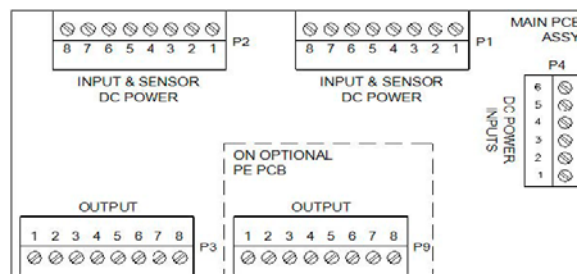 8 7 6 5 4 3 2 1 P2
INPUT & SENSOR
DC POWER
8 7 6 5 4 3 2 1 P1
INPUT & SENSOR
DC POWER
MAIN PCB
ASSY
P4
6
5
4
3
2
1
DC POWER
INPUTS
ON OPTIONAL
PE PCB
OUTPUT
1 2 3 4 5 6 7 8 P3
OUTPUT
1 2 3 4 5 6 7 8 P9